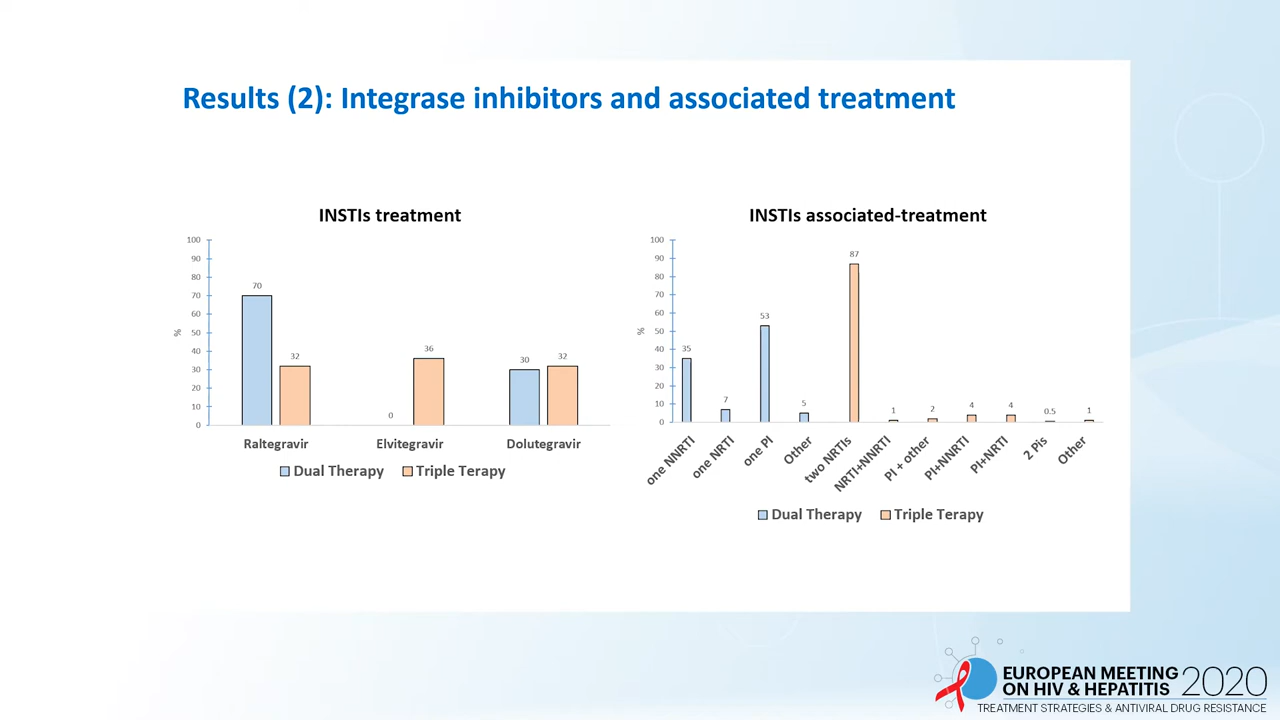 Results (2): Integrase inhibitors and associated treatment
INSTIs treatment
100
90
80
70
60
50
40
30
20
10
0
%
70
32
0
36
30
32
Raltegravir
Elvitegravir
Dolutegravir
Dual Therapy
Triple Terapy
INSTIs associated-treatment
100
90
80
70
60
50
40
30
20
10
0
%
35
7
53
5
87
1
2
4
4
0.5
1
one NNRTI
one NRTI
one PI
Other
two NRTIs
NRTI+NNRTI
PI + other
PI+NNRTI
PI+NRTI
2 Pis
Other
Dual Therapy
Triple Terapy
EUROPEAN MEETING
ON HIV & HEPATITIS 2020
TREATMENT STRATEGIES & ANTIVIRAL DRUG RESISTANCE